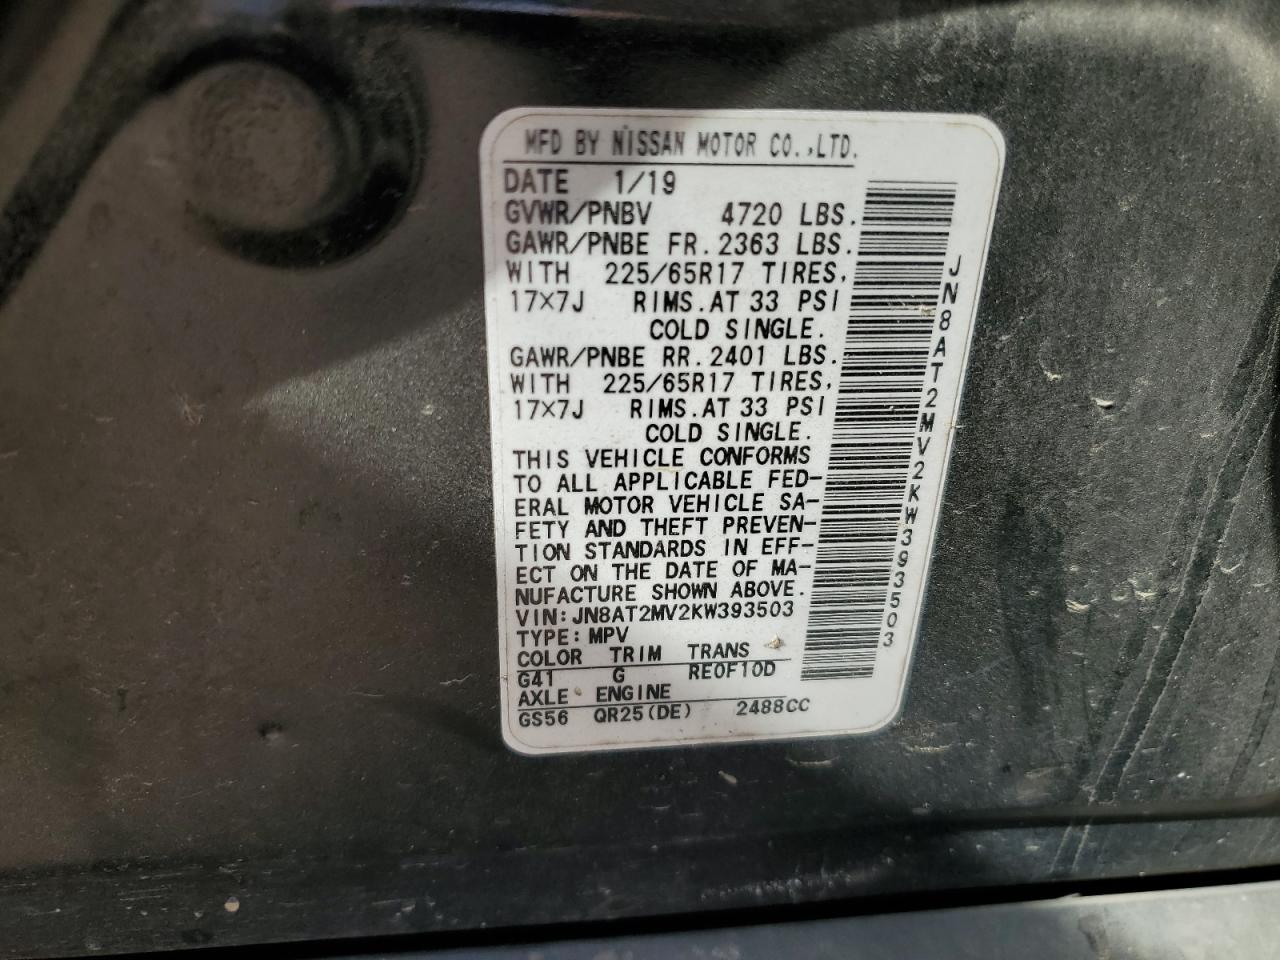 MFD BY NISSAN MOTOR CO.,LTD.
DATE 1/19
GVWR/PNBV 4720 LBS.
GAWR/PNBE FR. 2363 LBS.
WITH 225/65R17 TIRES,
17×7J RIMS. AT 33 PSI
COLD SINGLE.
GAWR/PNBE RR. 2401 LBS.
WITH 225/65R17 TIRES,
17×7J RIMS. AT 33 PSI
COLD SINGLE.
THIS VEHICLE CONFORMS
TO ALL APPLICABLE FED-
ERAL MOTOR VEHICLE SA-
FETY AND THEFT PREVEN-
TION STANDARDS IN EFF-
ECT ON THE DATE OF MA-
NUFACTURE SHOWN ABOVE.
VIN: JN8AT2MV2KW393503
TYPE: MPV
COLOR TRIM TRANS
G41 G RE0F10D
AXLE ENGINE
GS56 QR25(DE) 2488CC
JN8AT2MV2KW393503